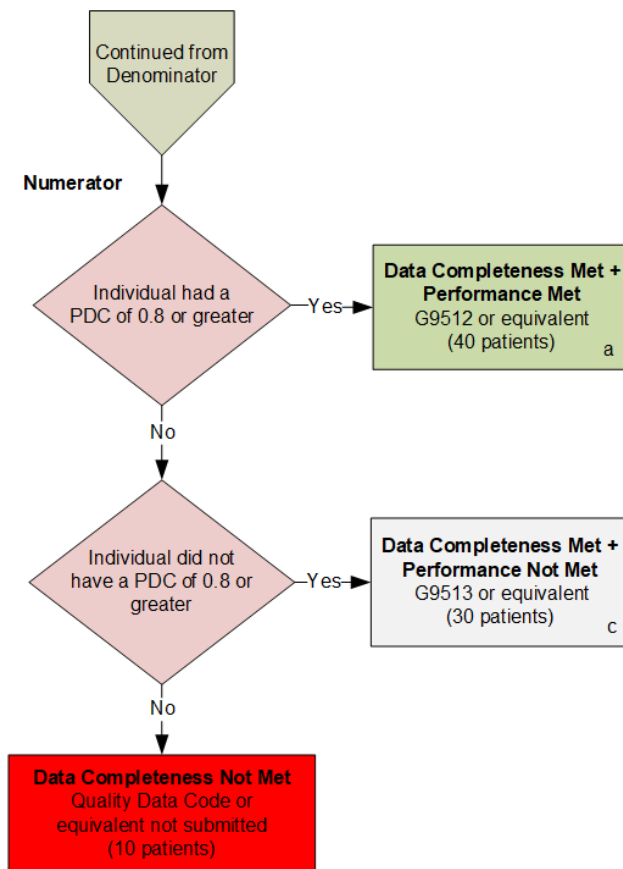 Continued from
Denominator
Numerator
Individual had a
PDC of 0.8 or greater
Yes
Data Completeness Met +
Performance Met
G9512 or equivalent
(40 patients)
a
No
Individual did not
have a PDC of 0.8 or
greater
Yes
Data Completeness Met +
Performance Not Met
G9513 or equivalent
(30 patients)
c
No
Data Completeness Not Met
Quality Data Code or
equivalent not submitted
(10 patients)